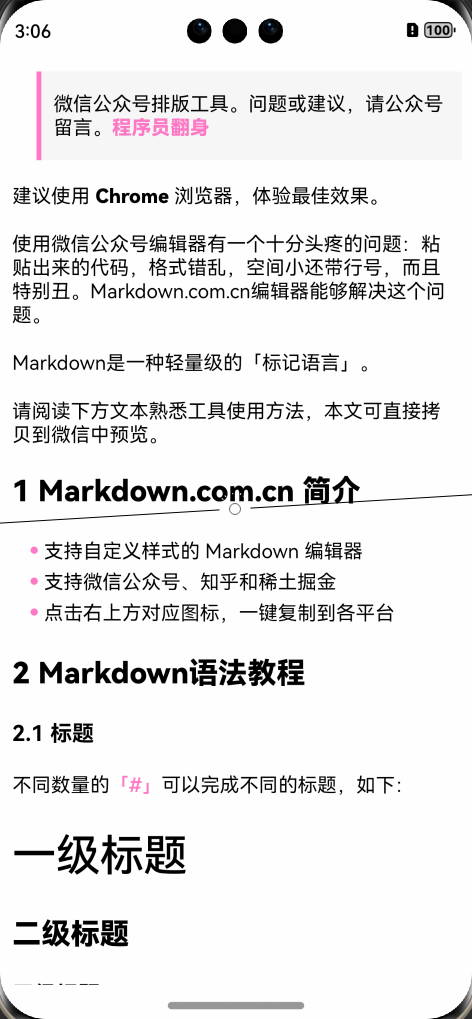 3:06
100
微信公众号排版工具。问题或建议，请公众号
留言。程序员翻身
建议使用 Chrome 浏览器，体验最佳效果。
使用微信公众号编辑器有一个十分头疼的问题：粘
贴出来的代码，格式错乱，空间小还带行号，而且
特别丑。Markdown.com.cn编辑器能够解决这个问
题。
Markdown是一种轻量级的「标记语言」。
请阅读下方文本熟悉工具使用方法，本文可直接拷
贝到微信中预览。
1 Markdown.com.cn 简介
支持自定义样式的 Markdown 编辑器
支持微信公众号、知乎和稀土掘金
点击右上方对应图标，一键复制到各平台
2 Markdown语法教程
2.1 标题
不同数量的「#」可以完成不同的标题，如下：
一级标题
二级标题